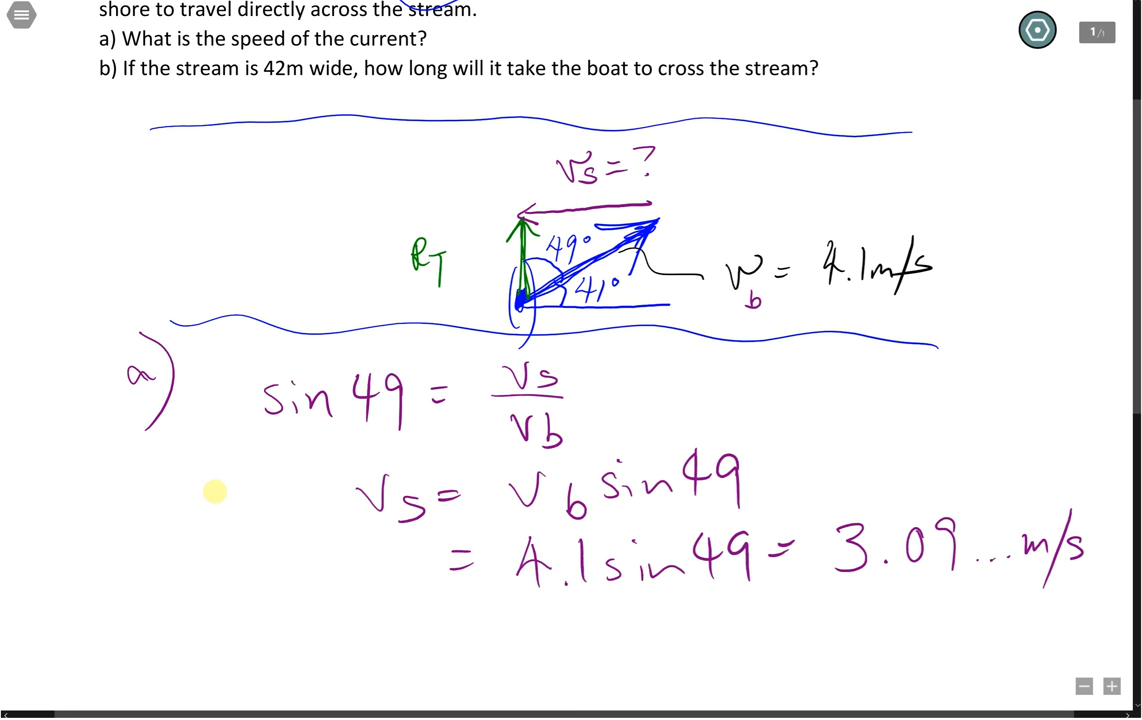 shore to travel directly across the stream.
a) What is the speed of the current?
b) If the stream is 42m wide, how long will it take the boat to cross the stream?
1/1
Vs = ?
49°
RT
41°
Vb = 4.1m/s
a)
sin 49 = Vs/Vb
Vs = Vb sin 49
= 4.1 sin 49 = 3.09... m/s